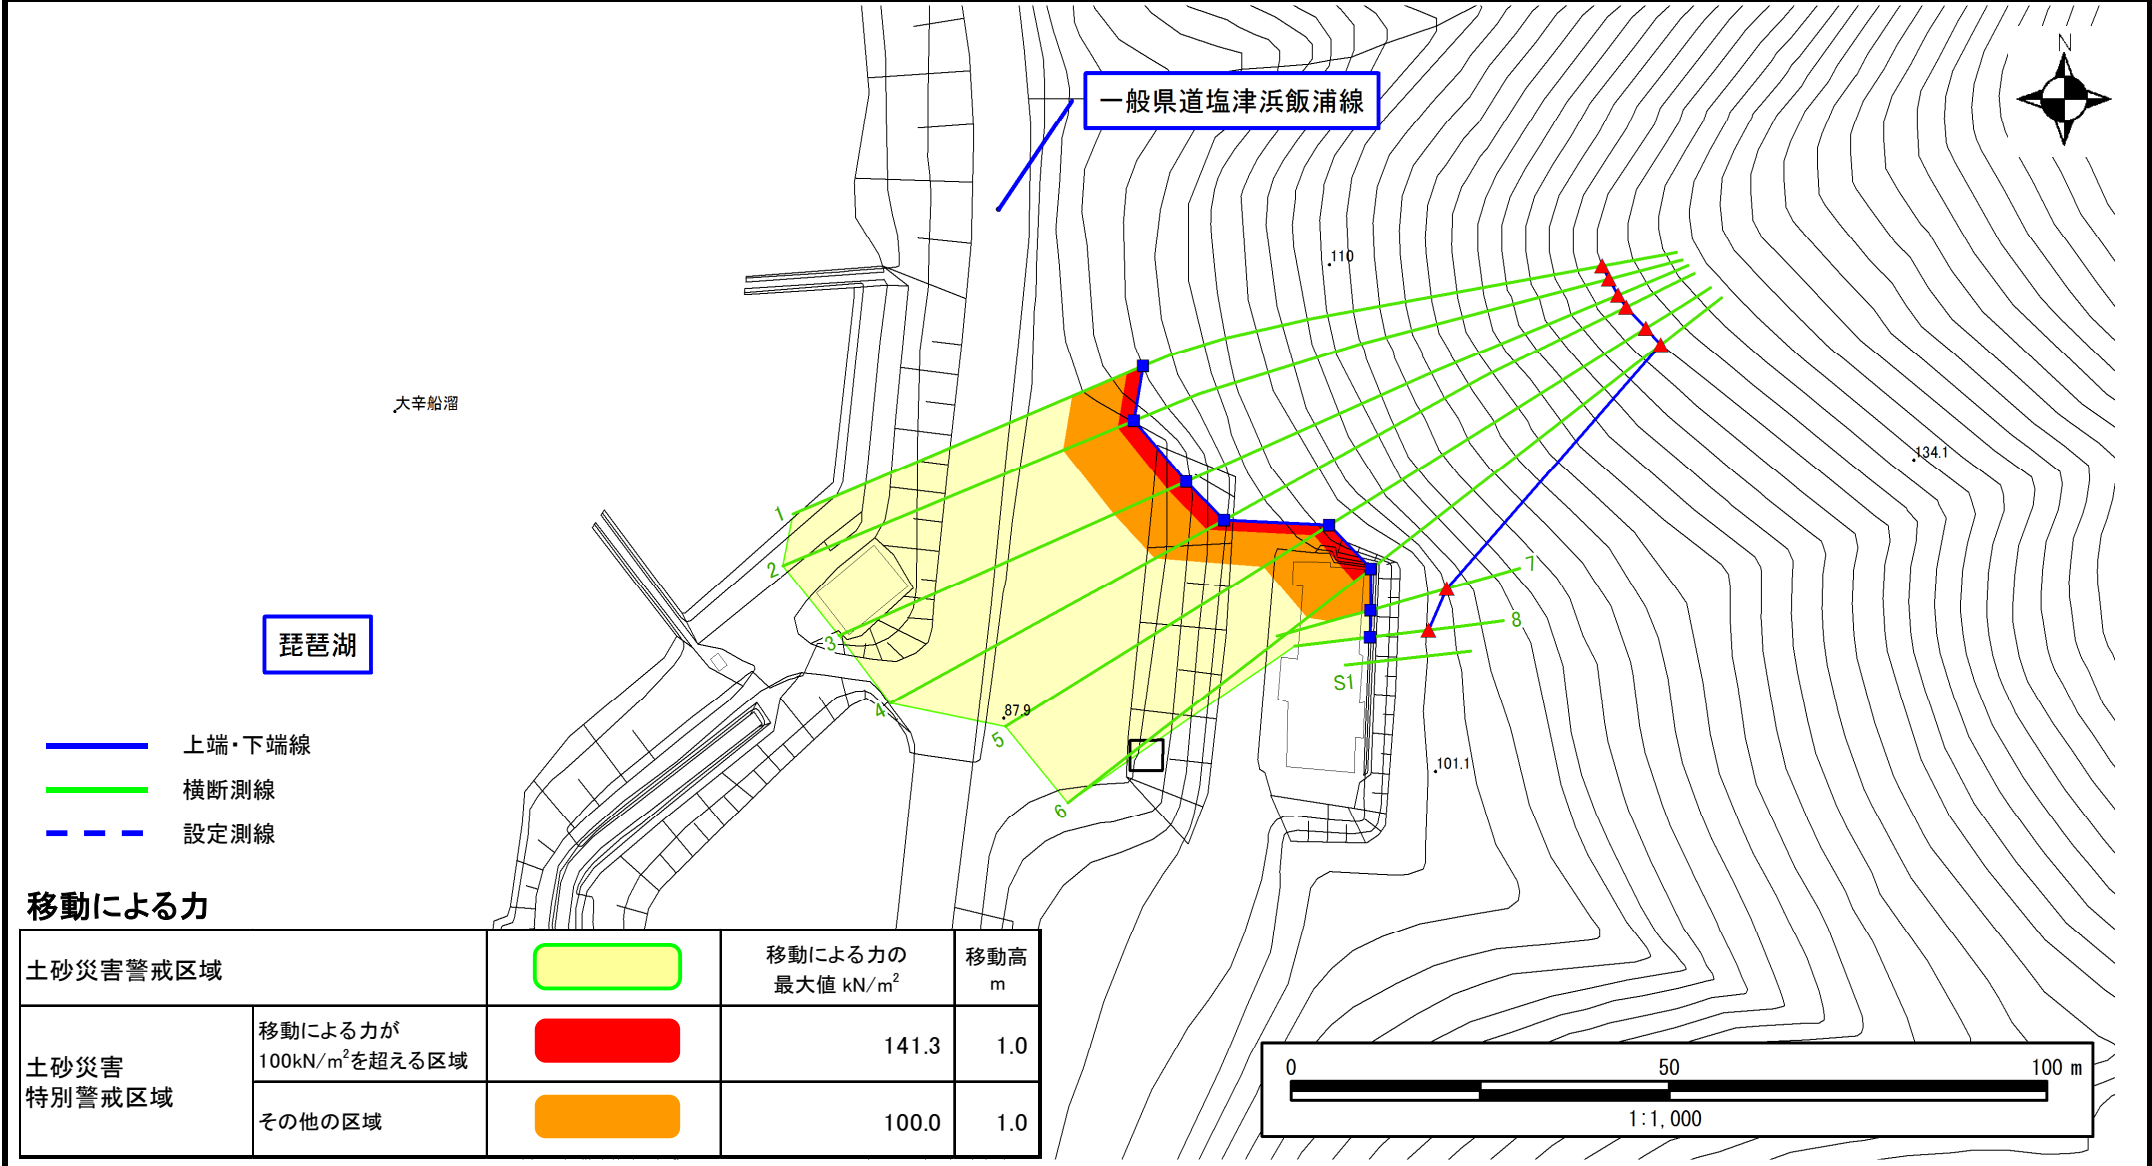 N
一般県道塩津浜飯浦線
110
大辛船溜
134.1
1
2
3
4
5
6
7
8
S1
87.9
101.1
琵琶湖
上端・下端線
横断測線
設定測線
移動による力
土砂災害警戒区域
移動による力の
最大値 kN/m²
移動高
m
土砂災害
特別警戒区域
移動による力が
100kN/m²を超える区域
141.3
1.0
その他の区域
100.0
1.0
0
50
100 m
1:1,000